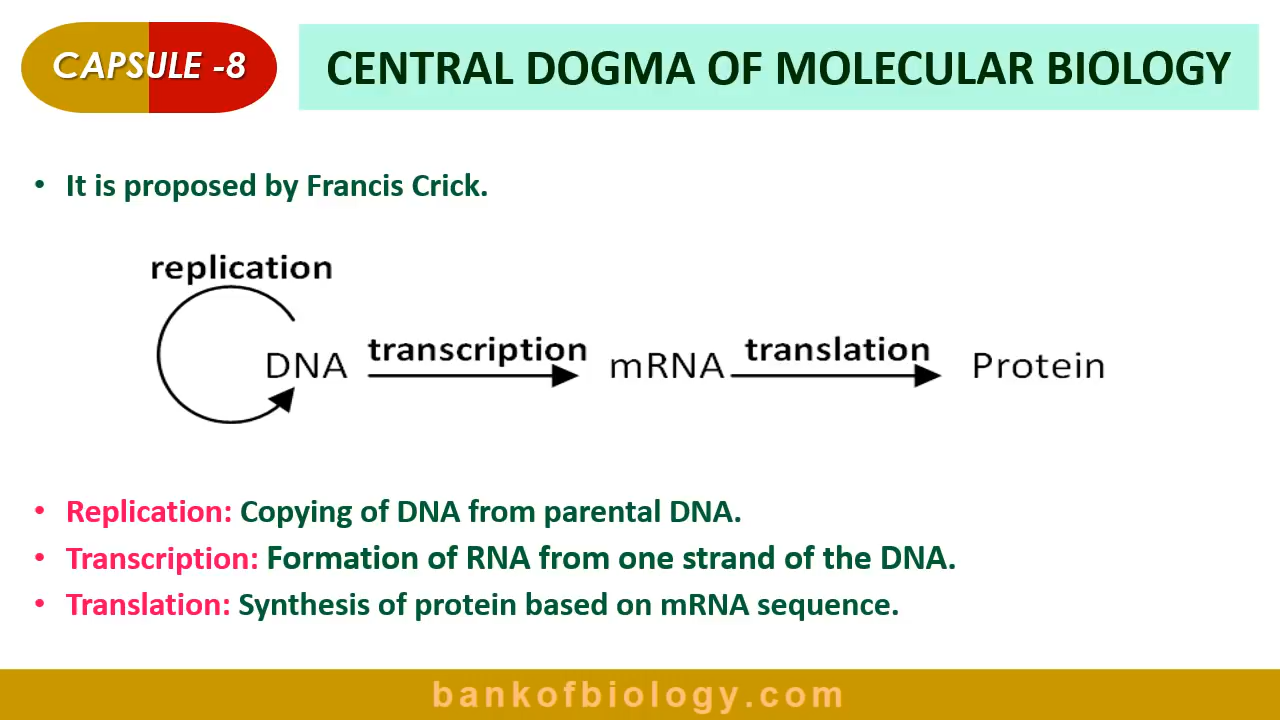 CAPSULE -8
CENTRAL DOGMA OF MOLECULAR BIOLOGY
• It is proposed by Francis Crick.
replication
DNA transcription mRNA translation Protein
• Replication: Copying of DNA from parental DNA.
• Transcription: Formation of RNA from one strand of the DNA.
• Translation: Synthesis of protein based on mRNA sequence.
bankofbiology.com